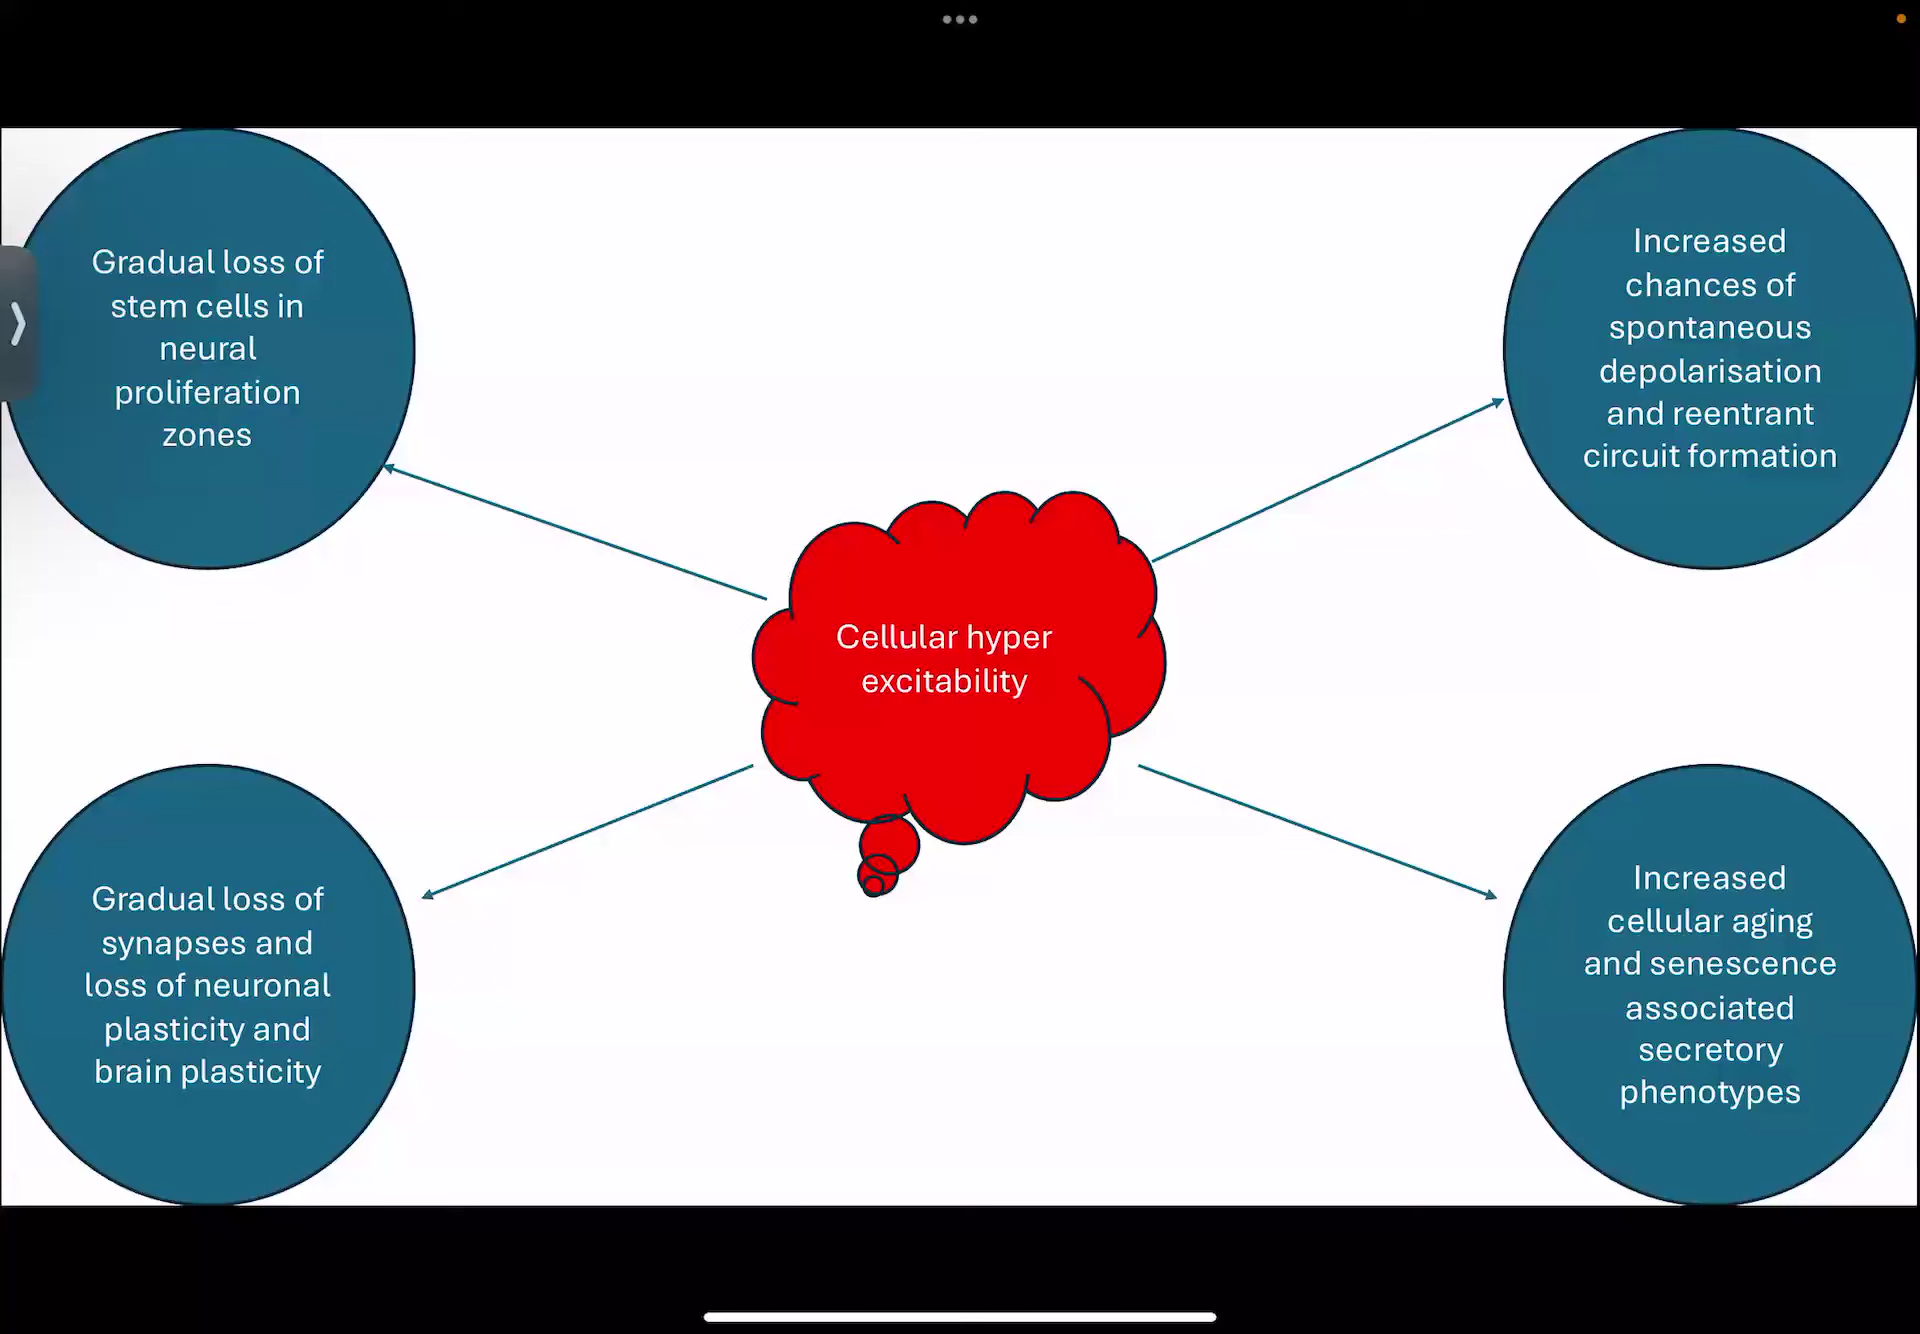 Gradual loss of
stem cells in
neural
proliferation
zones
Increased
chances of
spontaneous
depolarisation
and reentrant
circuit formation
Cellular hyper
excitability
Gradual loss of
synapses and
loss of neuronal
plasticity and
brain plasticity
Increased
cellular aging
and senescence
associated
secretory
phenotypes